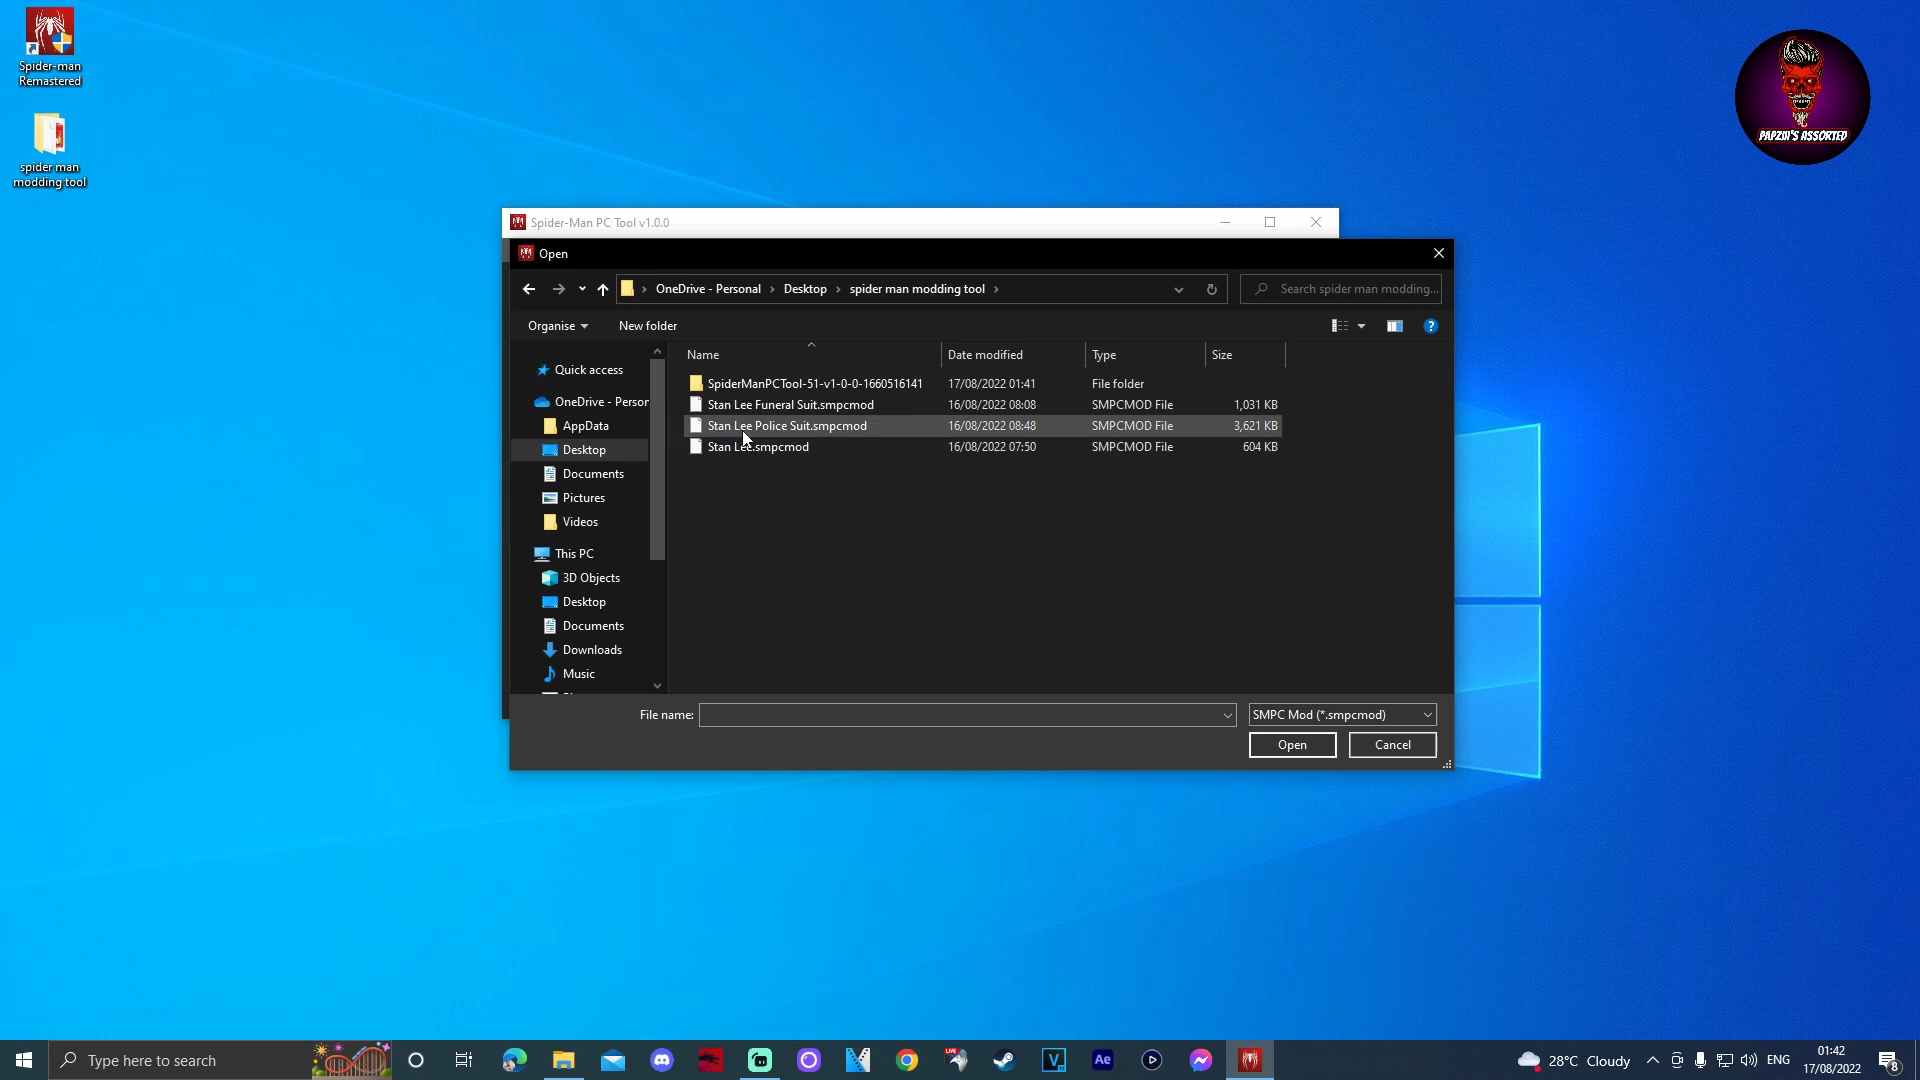 Spider-man
Remastered
spider man
modding tool
PAPZIII'S ASSORTED
Spider-Man PC Tool v1.0.0
Open
OneDrive - Personal > Desktop > spider man modding tool >
Search spider man modding...
Organise
New folder
Name
Date modified
Type
Size
Quick access
OneDrive - Person
AppData
Desktop
Documents
Pictures
Videos
This PC
3D Objects
Desktop
Documents
Downloads
Music
SpiderManPCTool-51-v1-0-0-1660516141 17/08/2022 01:41 File folder
Stan Lee Funeral Suit.smpcmod 16/08/2022 08:08 SMPCMOD File 1,031 KB
Stan Lee Police Suit.smpcmod 16/08/2022 08:48 SMPCMOD File 3,621 KB
Stan Lee.smpcmod 16/08/2022 07:50 SMPCMOD File 604 KB
File name:
SMPC Mod (*.smpcmod)
Open
Cancel
Type here to search
LIVE
V
Ae
28°C Cloudy
ENG
01:42
17/08/2022
8